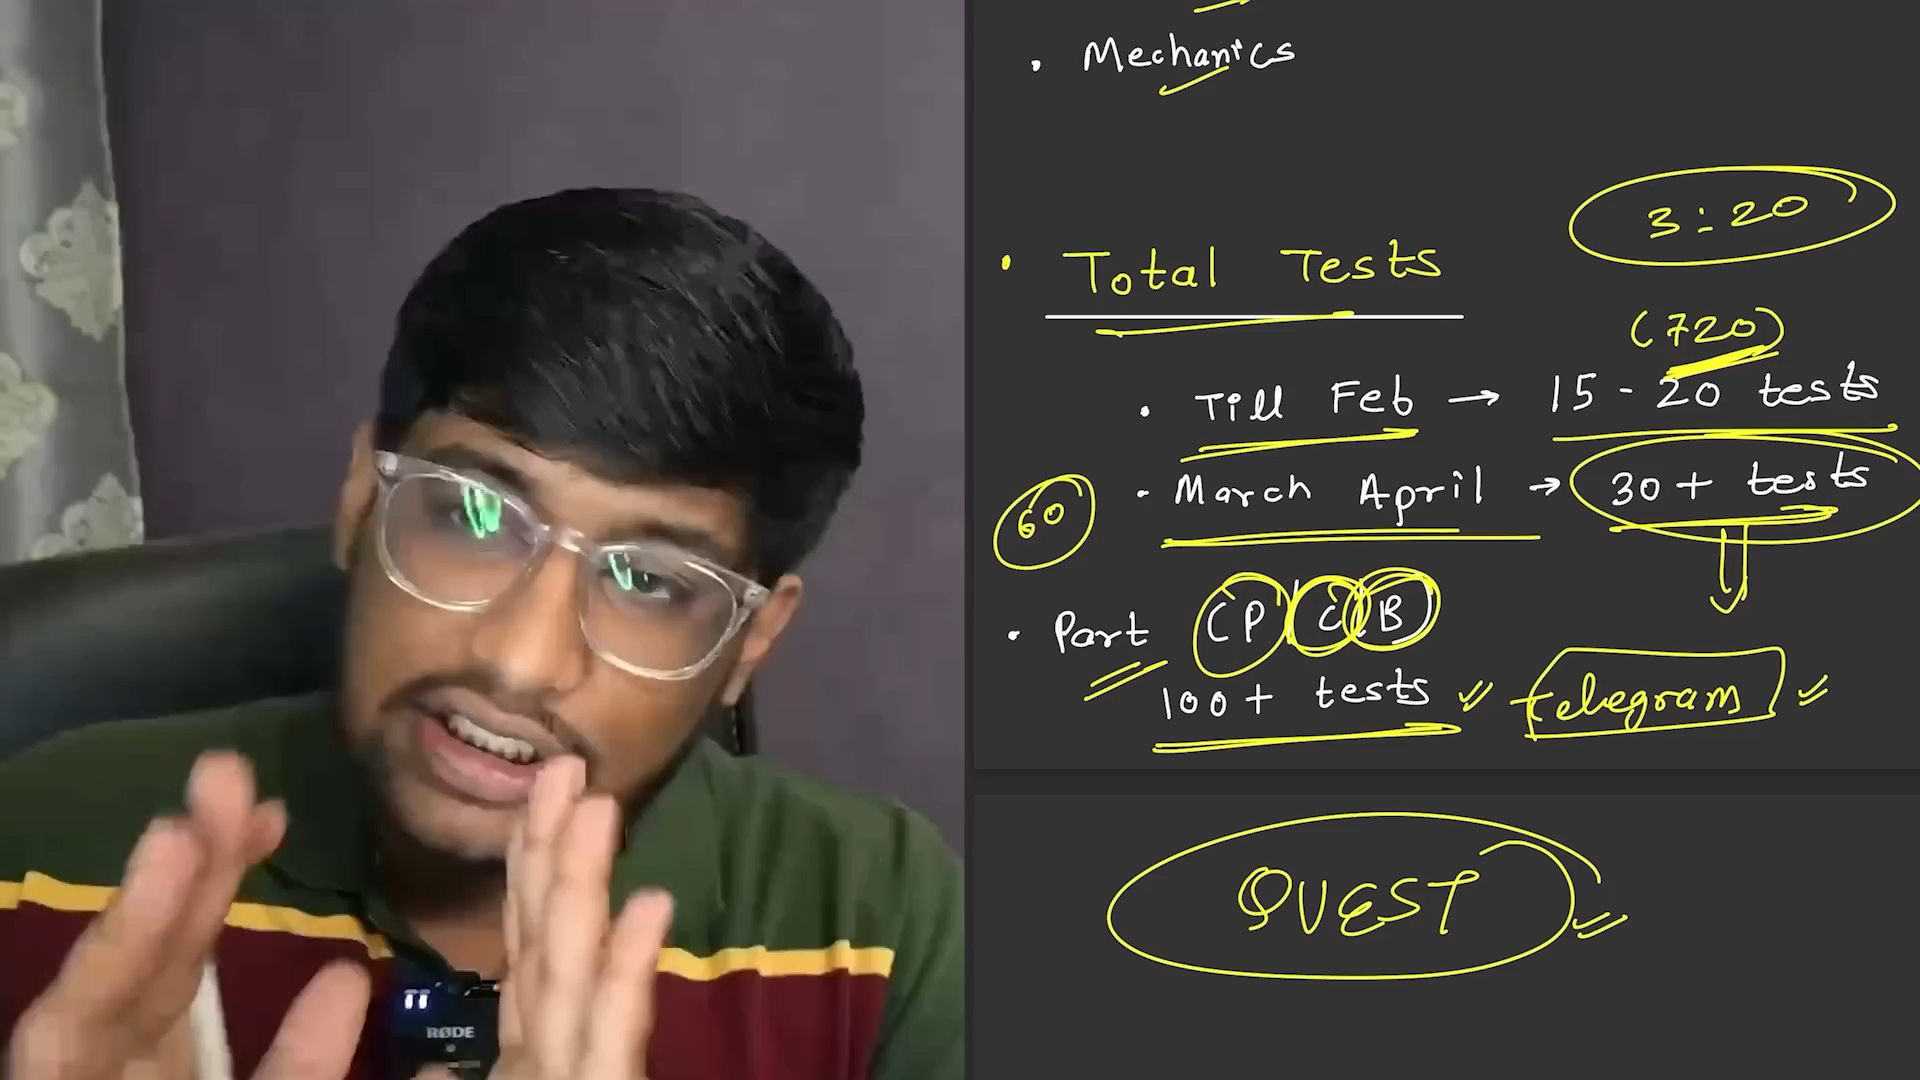 • Mechanics
3:20
• Total Tests
(720)
• Till Feb → 15 - 20 tests
60
• March April → 30+ tests
• Part (P | C | B)
100+ tests
Telegram
QUEST
RØDE